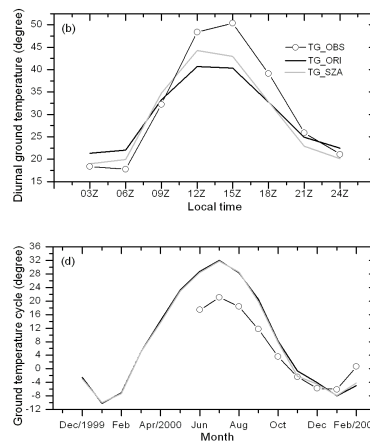 (b)
TG_OBS
TG_ORI
TG_SZA
Diurnal ground temperature (degree)
50
45
40
35
30
25
20
15
03Z 06Z 09Z 12Z 15Z 18Z 21Z 24Z
Local time
(d)
Ground temperature cycle (degree)
36
32
28
24
20
16
12
8
4
0
-4
-8
-12
Dec/1999 Feb Apr/2000 Jun Aug Oct Dec Feb/200
Month